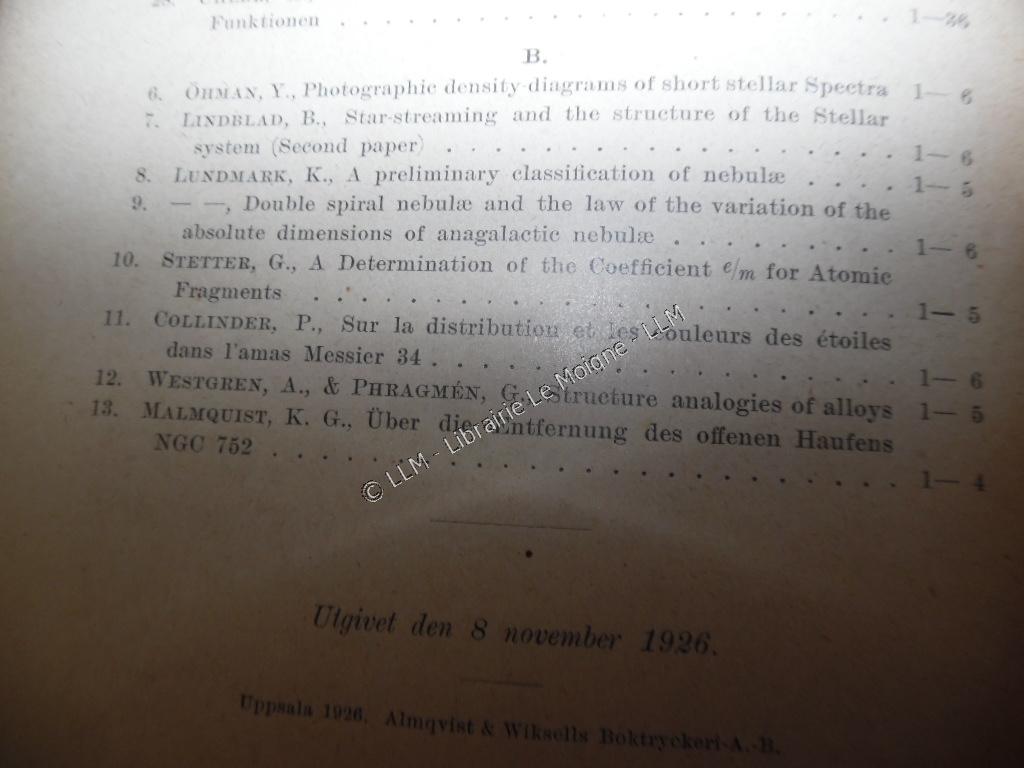 Funktionen . . . . . . . . . . . . . . . . . . . . 1—36
B.
6. ÖHMAN, Y., Photographic density-diagrams of short stellar Spectra 1— 6
7. LINDBLAD, B., Star-streaming and the structure of the Stellar
system (Second paper) . . . . . . . . . . . . . . . 1— 6
8. LUNDMARK, K., A preliminary classification of nebulæ . . . . 1— 5
9. — —, Double spiral nebulæ and the law of the variation of the
absolute dimensions of anagalactic nebulæ . . . . . . . . . 1— 6
10. STETTER, G., A Determination of the Coefficient e/m for Atomic
Fragments . . . . . . . . . . . . . . . . . . . 1— 5
11. COLLINDER, P., Sur la distribution et les couleurs des étoiles
dans l'amas Messier 34 . . . . . . . . . . . . . . . 1— 6
12. WESTGREN, A., & PHRAGMÉN, G., Structure analogies of alloys 1— 5
13. MALMQUIST, K. G., Über die Entfernung des offenen Haufens
NGC 752 . . . . . . . . . . . . . . . . . . . . 1— 4
© LLM - Librairie Le Moigne - LLM
Utgivet den 8 november 1926.
Uppsala 1926. Almqvist & Wiksells Boktryckeri-A.-B.